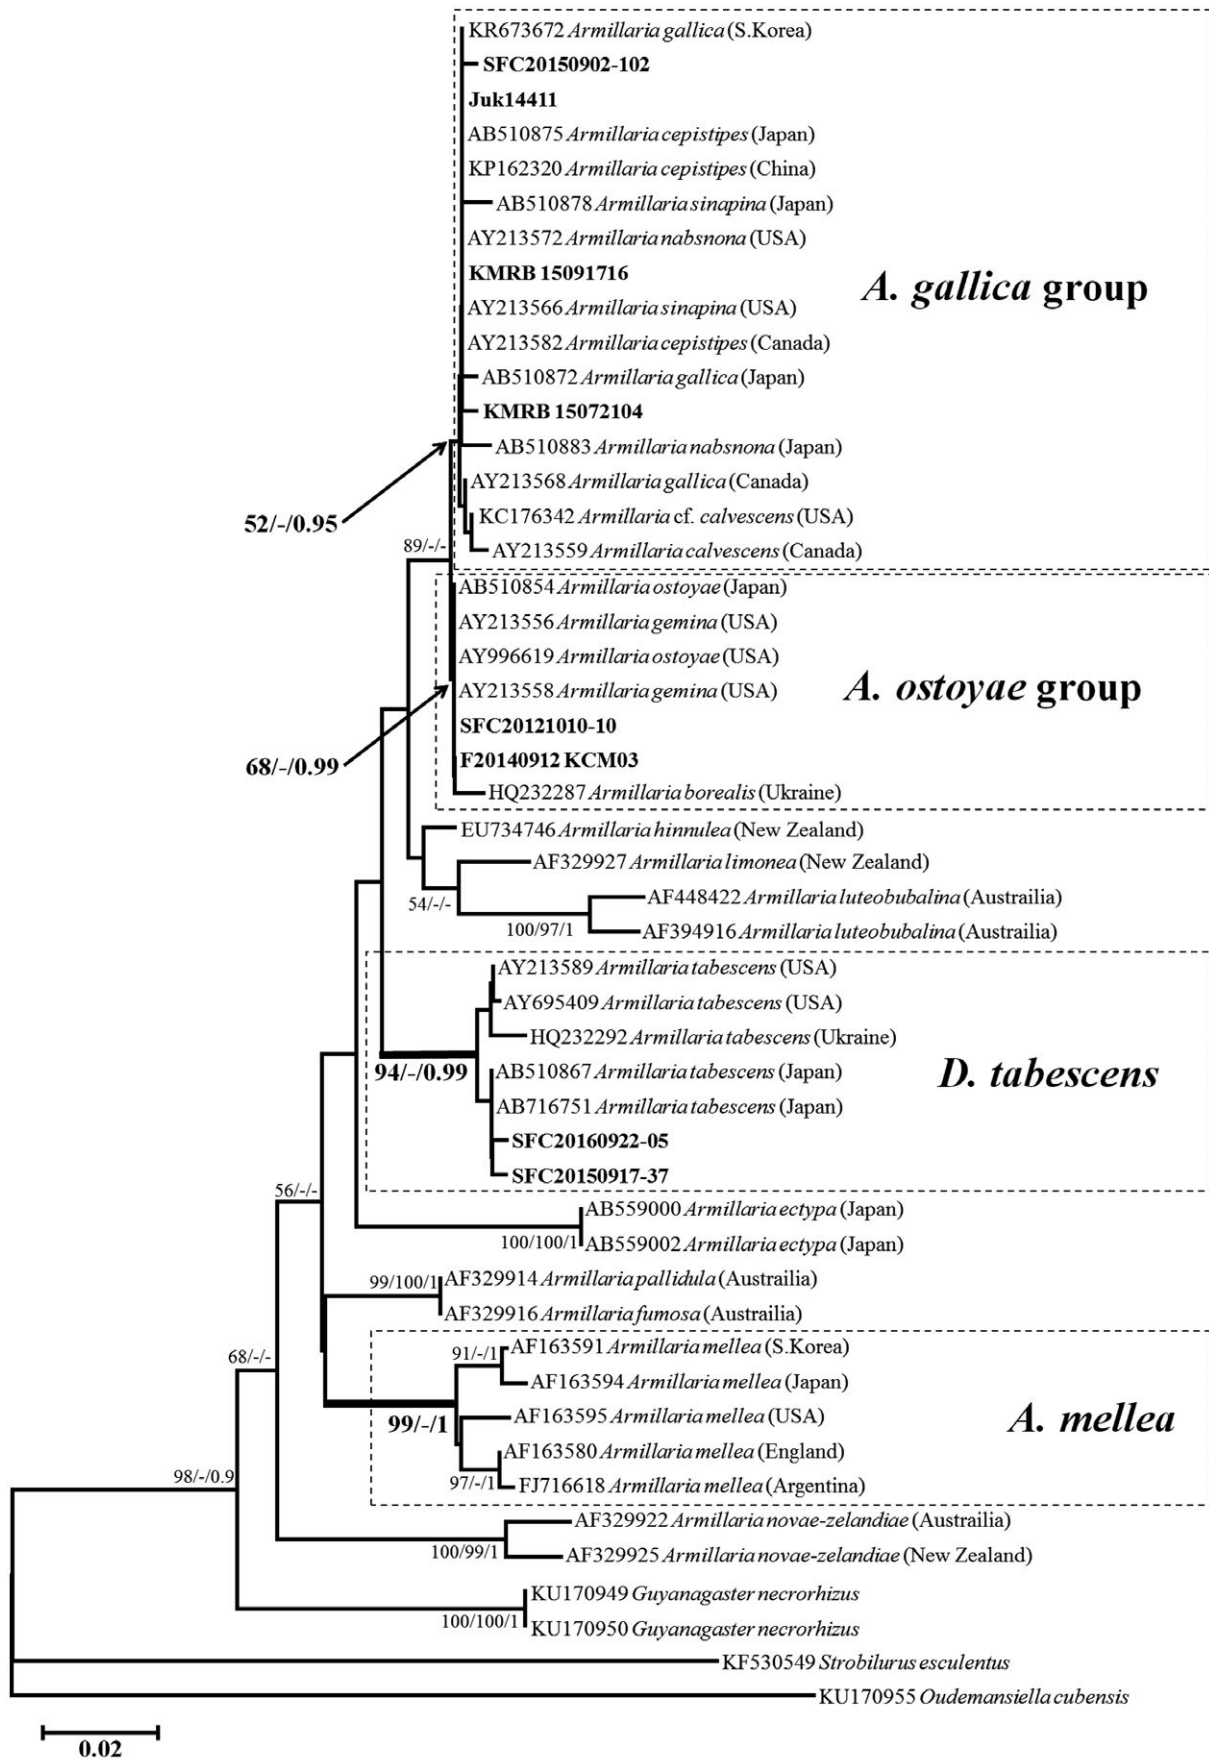 KR673672 Armillaria gallica (S.Korea)
SFC20150902-102
Juk14411
AB510875 Armillaria cepistipes (Japan)
KP162320 Armillaria cepistipes (China)
AB510878 Armillaria sinapina (Japan)
AY213572 Armillaria nabsnona (USA)
KMRB 15091716
A. gallica group
AY213566 Armillaria sinapina (USA)
AY213582 Armillaria cepistipes (Canada)
AB510872 Armillaria gallica (Japan)
KMRB 15072104
AB510883 Armillaria nabsnona (Japan)
AY213568 Armillaria gallica (Canada)
KC176342 Armillaria cf. calvescens (USA)
52/-/0.95
89/-/-
AY213559 Armillaria calvescens (Canada)
AB510854 Armillaria ostoyae (Japan)
AY213556 Armillaria gemina (USA)
AY996619 Armillaria ostoyae (USA)
AY213558 Armillaria gemina (USA)
A. ostoyae group
SFC20121010-10
F20140912 KCM03
68/-/0.99
HQ232287 Armillaria borealis (Ukraine)
EU734746 Armillaria hinnulea (New Zealand)
AF329927 Armillaria limonea (New Zealand)
54/-/-
AF448422 Armillaria luteobubalina (Austrailia)
100/97/1
AF394916 Armillaria luteobubalina (Austrailia)
AY213589 Armillaria tabescens (USA)
AY695409 Armillaria tabescens (USA)
HQ232292 Armillaria tabescens (Ukraine)
94/-/0.99
AB510867 Armillaria tabescens (Japan)
D. tabescens
AB716751 Armillaria tabescens (Japan)
SFC20160922-05
SFC20150917-37
56/-/-
AB559000 Armillaria ectypa (Japan)
100/100/1
AB559002 Armillaria ectypa (Japan)
99/100/1
AF329914 Armillaria pallidula (Austrailia)
AF329916 Armillaria fumosa (Austrailia)
68/-/-
91/-/1
AF163591 Armillaria mellea (S.Korea)
AF163594 Armillaria mellea (Japan)
99/-/1
AF163595 Armillaria mellea (USA)
A. mellea
AF163580 Armillaria mellea (England)
98/-/0.9
97/-/1
FJ716618 Armillaria mellea (Argentina)
AF329922 Armillaria novae-zelandiae (Austrailia)
100/99/1
AF329925 Armillaria novae-zelandiae (New Zealand)
KU170949 Guyanagaster necrorhizus
100/100/1
KU170950 Guyanagaster necrorhizus
KF530549 Strobilurus esculentus
KU170955 Oudemansiella cubensis
0.02